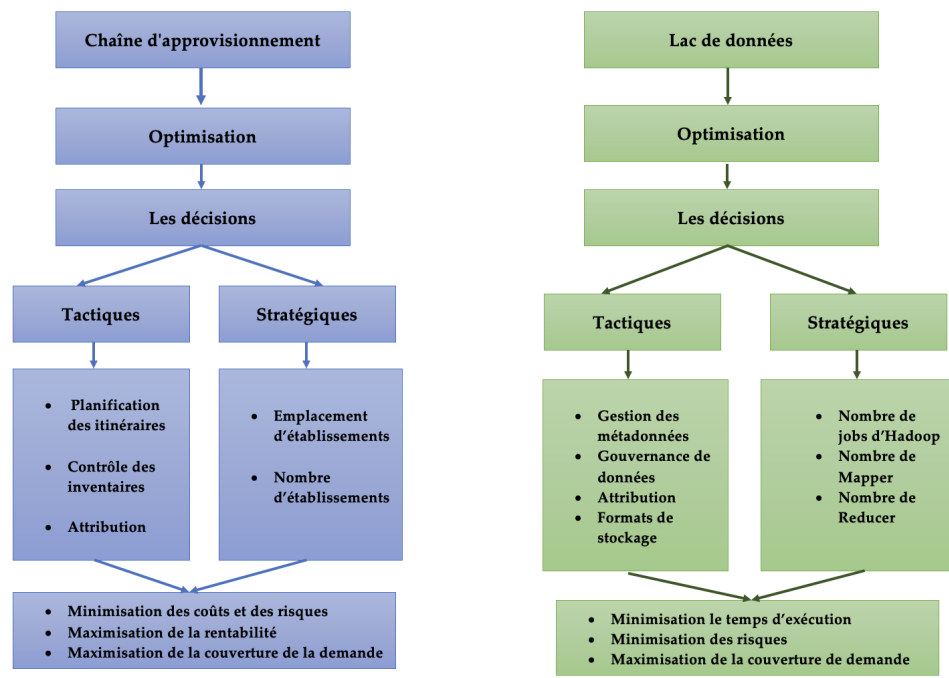 Chaîne d'approvisionnement
Optimisation
Les décisions
Tactiques
Stratégiques
• Planification
des itinéraires
• Contrôle des
inventaires
• Attribution
• Emplacement
d'établissements
• Nombre
d'établissements
• Minimisation des coûts et des risques
• Maximisation de la rentabilité
• Maximisation de la couverture de la demande
Lac de données
Optimisation
Les décisions
Tactiques
Stratégiques
• Gestion des
métadonnées
• Gouvernance de
données
• Attribution
• Formats de
stockage
• Nombre de
jobs d'Hadoop
• Nombre de
Mapper
• Nombre de
Reducer
• Minimisation le temps d'exécution
• Minimisation des risques
• Maximisation de la couverture de demande